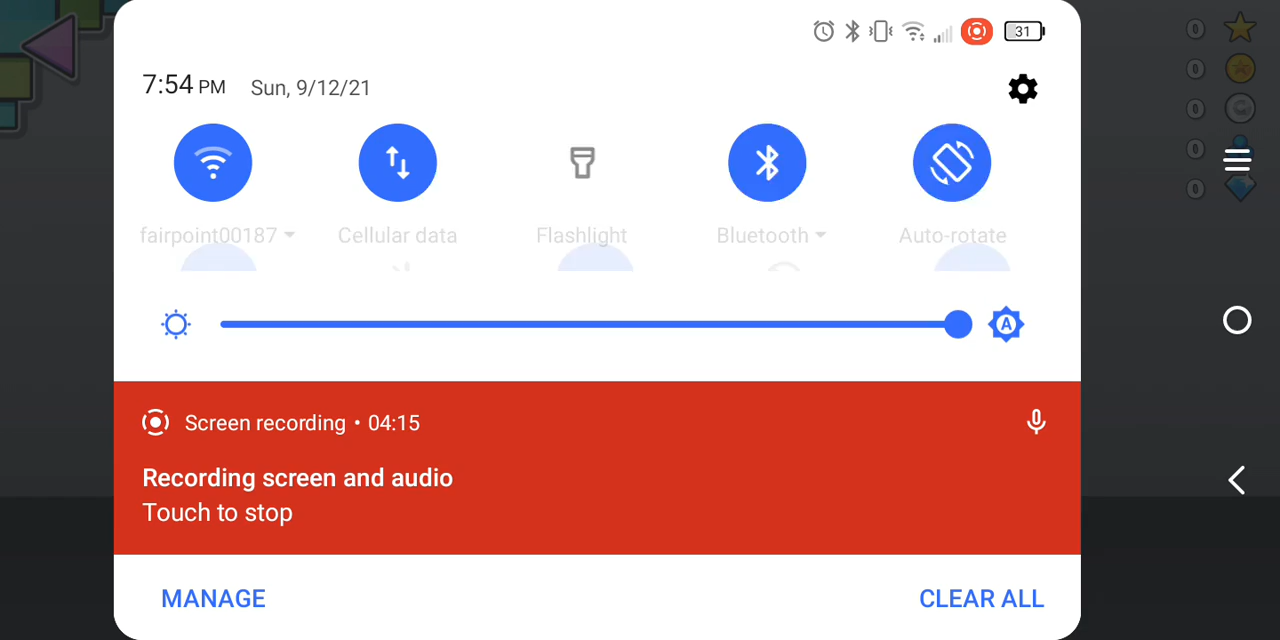 31
7:54 PM Sun, 9/12/21
0
0
0
0
0
fairpoint00187 Cellular data Flashlight Bluetooth Auto-rotate
A
Screen recording • 04:15
Recording screen and audio
Touch to stop
MANAGE CLEAR ALL